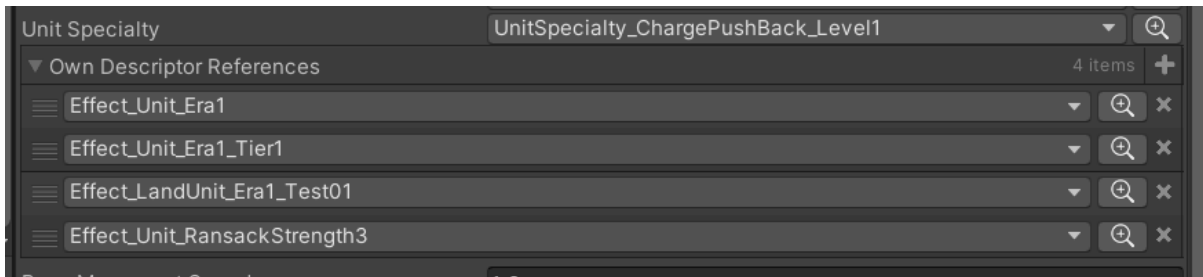 Unit Specialty UnitSpecialty_ChargePushBack_Level1
Own Descriptor References 4 items
Effect_Unit_Era1
Effect_Unit_Era1_Tier1
Effect_LandUnit_Era1_Test01
Effect_Unit_RansackStrength3